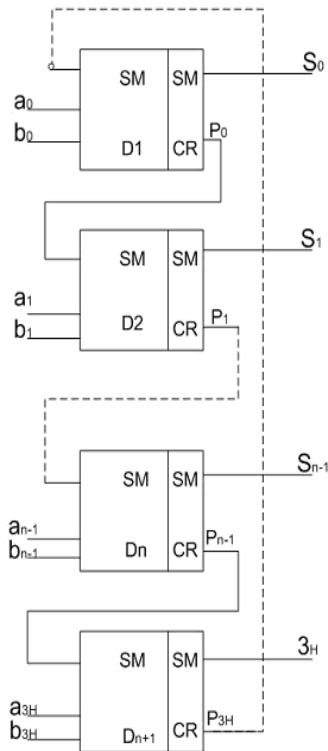 SM SM S₀
a₀
b₀ P₀
D1 CR
SM SM S₁
a₁
b₁ D2 CR P₁
SM SM Sₙ₋₁
aₙ₋₁
bₙ₋₁ Dn CR Pₙ₋₁
SM SM 3H
a3H
b3H Dn+1 CR P3H